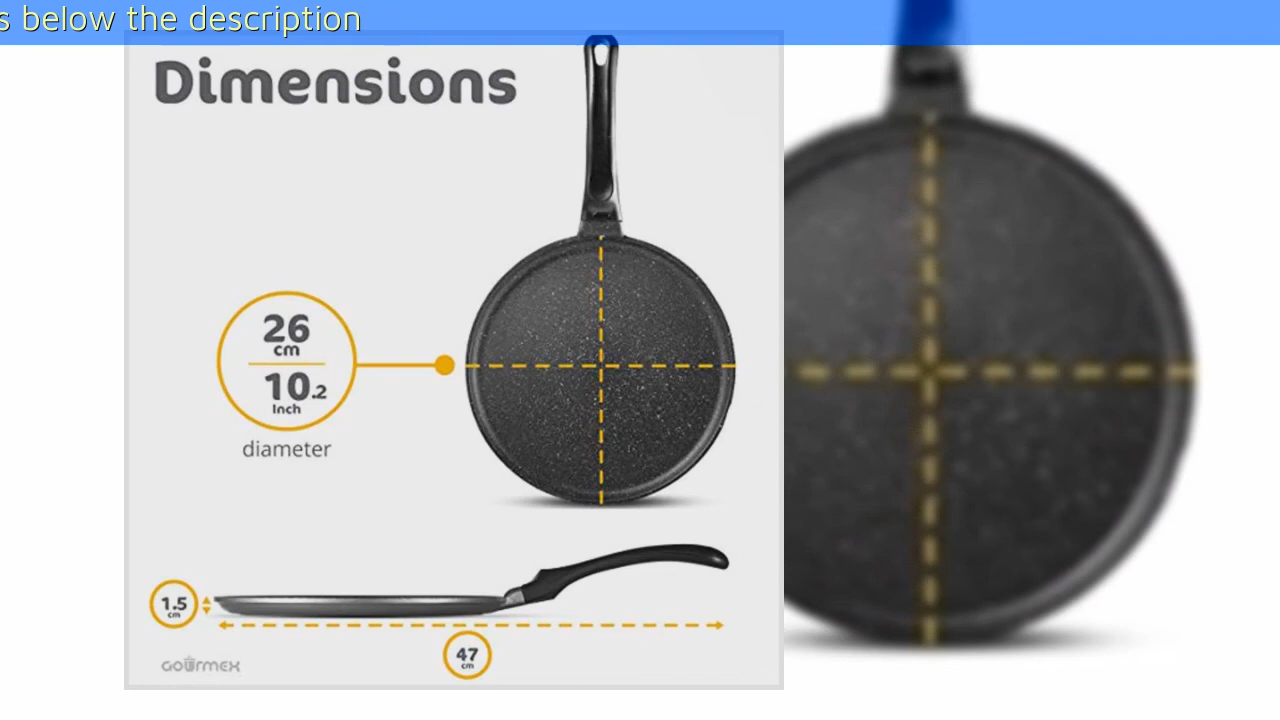 s below the description
Dimensions
26
cm
10.2
Inch
diameter
1.5
cm
47
cm
GOURMEX